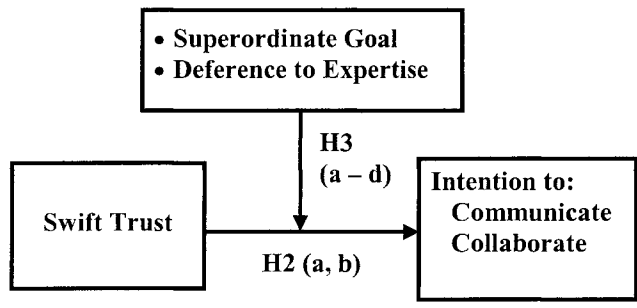 • Superordinate Goal
• Deference to Expertise
H3
(a – d)
Swift Trust
H2 (a, b)
Intention to:
Communicate
Collaborate